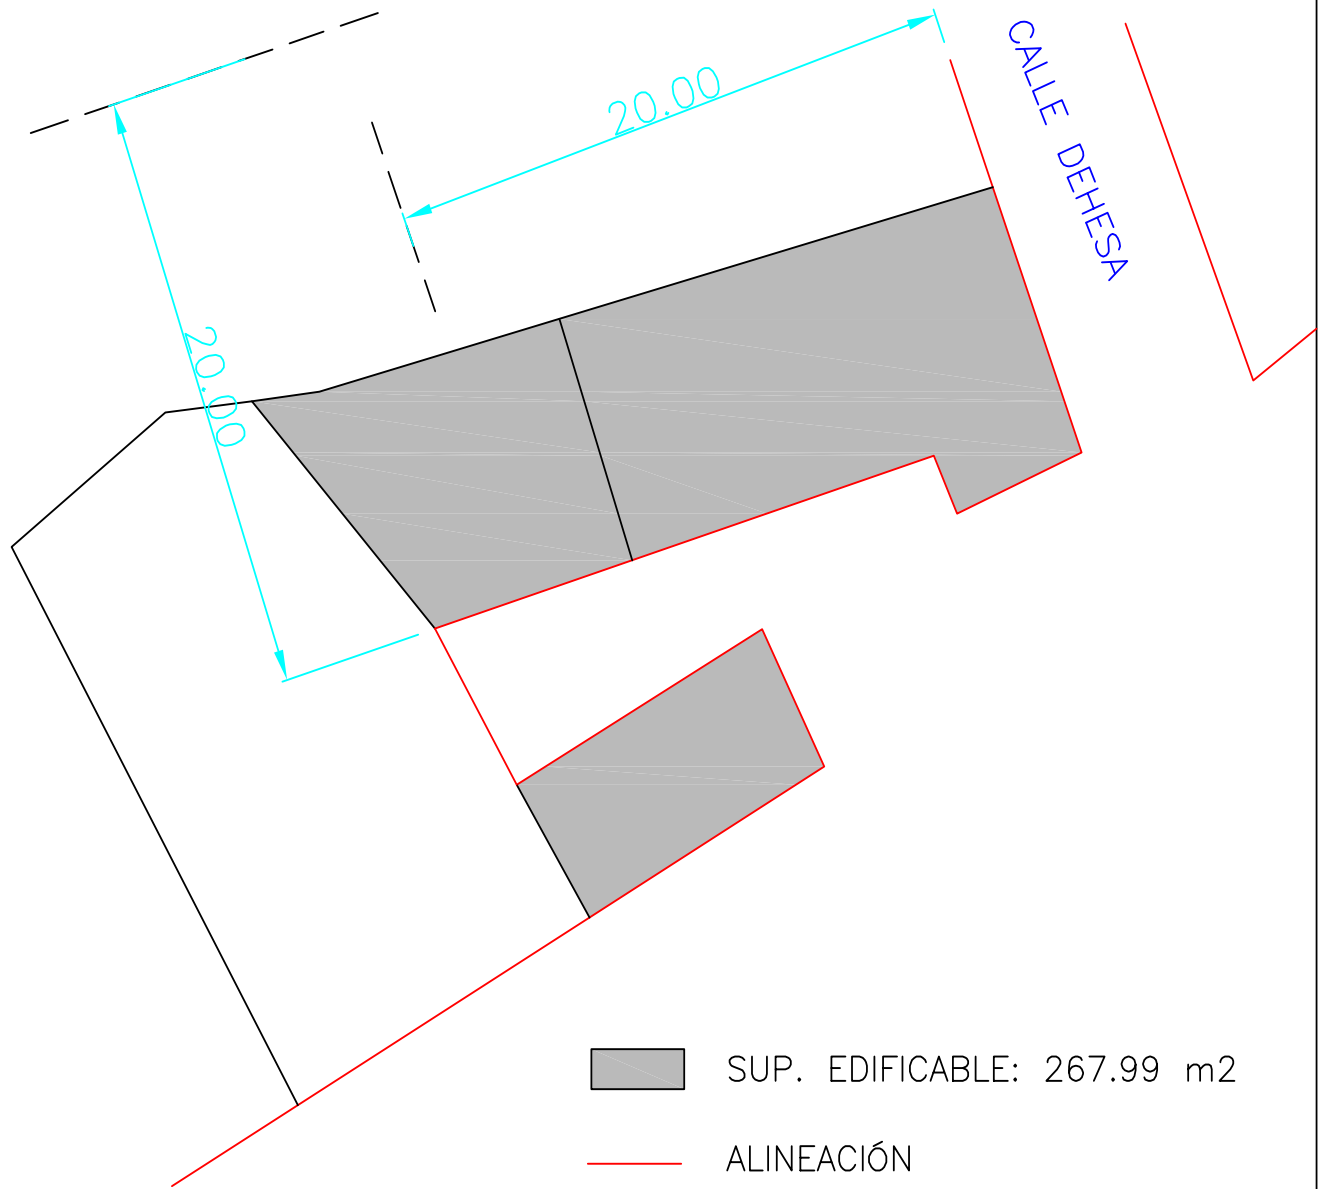 20.00
CALLE DEHESA
20.00
SUP. EDIFICABLE: 267.99 m2
ALINEACIÓN